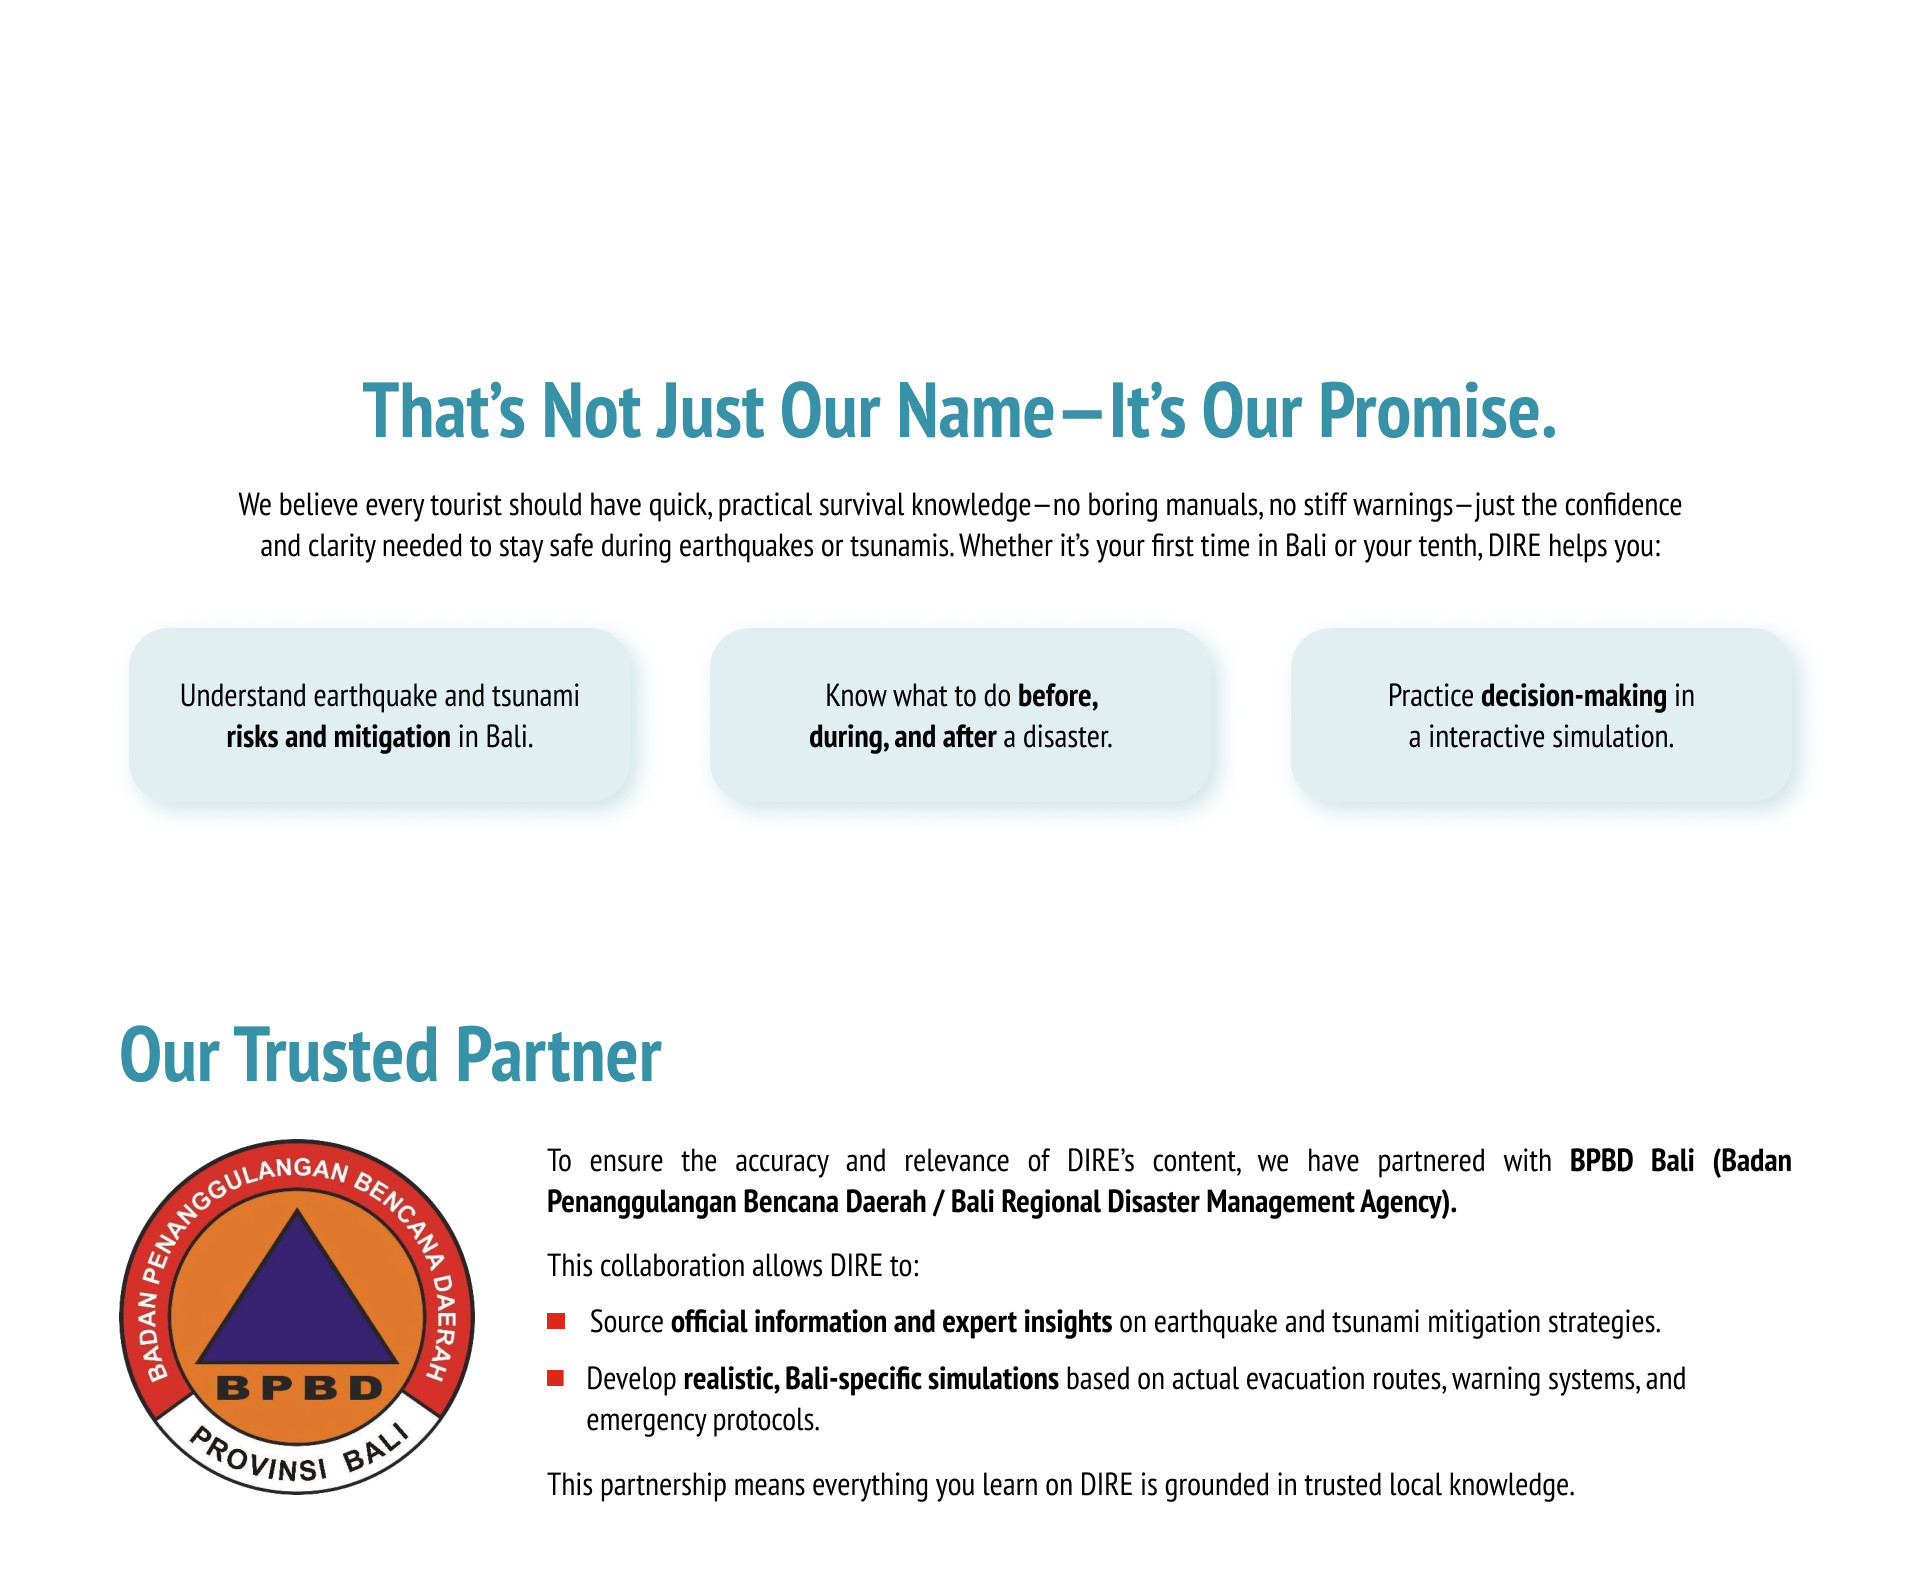 That’s Not Just Our Name—It’s Our Promise.
We believe every tourist should have quick, practical survival knowledge—no boring manuals, no stiff warnings—just the confidence
and clarity needed to stay safe during earthquakes or tsunamis. Whether it’s your first time in Bali or your tenth, DIRE helps you:
Understand earthquake and tsunami
risks and mitigation in Bali.
Know what to do before,
during, and after a disaster.
Practice decision-making in
a interactive simulation.
Our Trusted Partner
BADAN PENANGGULANGAN BENCANA DAERAH
BPBD
PROVINSI BALI
To ensure the accuracy and relevance of DIRE’s content, we have partnered with BPBD Bali (Badan
Penanggulangan Bencana Daerah / Bali Regional Disaster Management Agency).
This collaboration allows DIRE to:
Source official information and expert insights on earthquake and tsunami mitigation strategies.
Develop realistic, Bali-specific simulations based on actual evacuation routes, warning systems, and
emergency protocols.
This partnership means everything you learn on DIRE is grounded in trusted local knowledge.